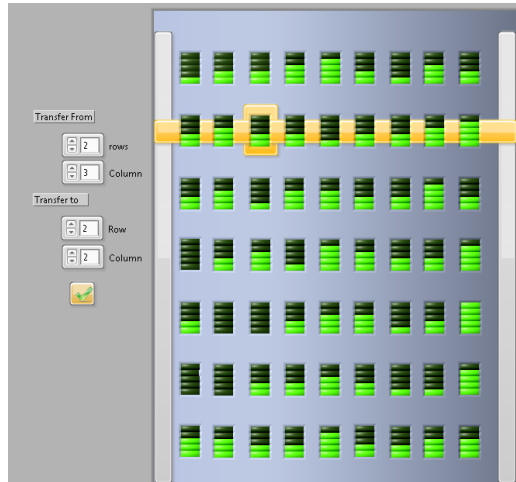 Transfer From
2 rows
3 Column
Transfer to
2 Row
2 Column